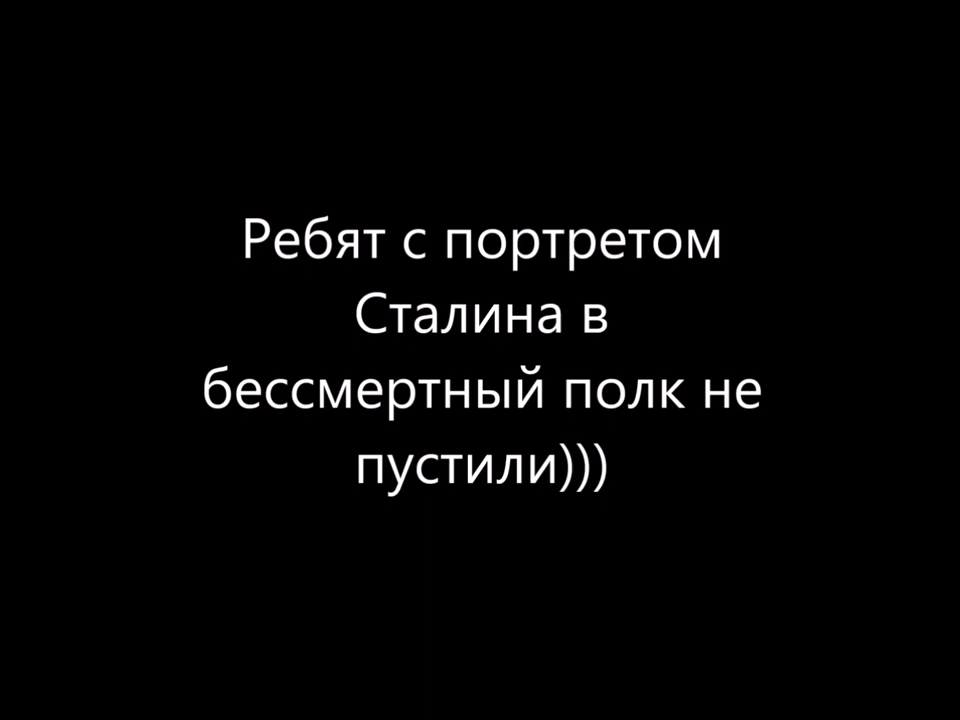 Ребят с портретом
Сталина в
бессмертный полк не
пустили)))